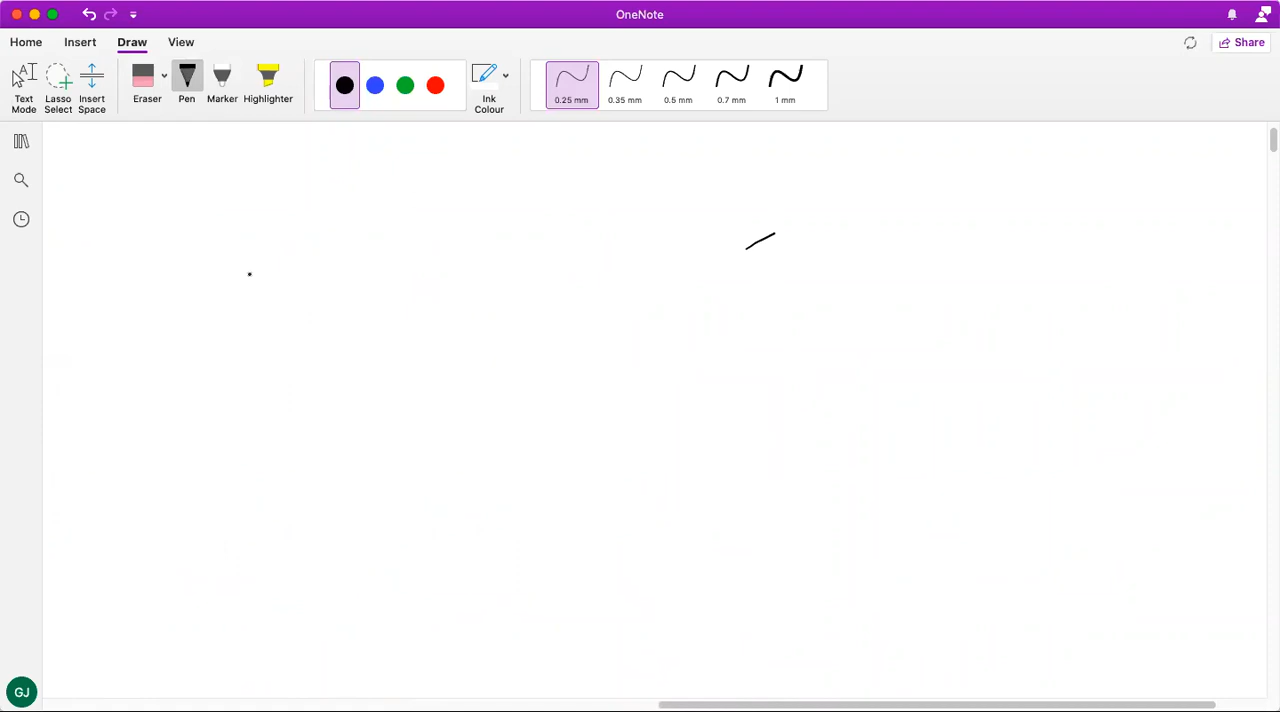 OneNote
Home Insert Draw View Share
Text Mode Lasso Select Insert Space Eraser Pen Marker Highlighter Ink Colour 0.25 mm 0.35 mm 0.5 mm 0.7 mm 1 mm
GJ